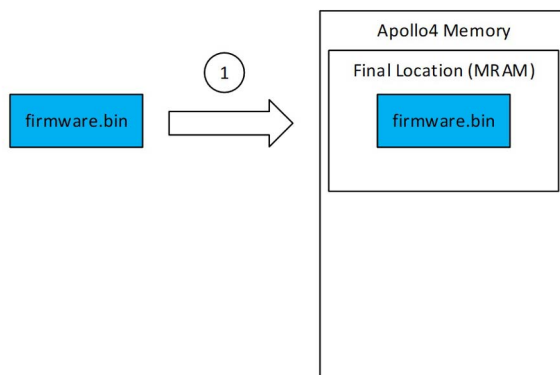 Apollo4 Memory
1
Final Location (MRAM)
firmware.bin
firmware.bin